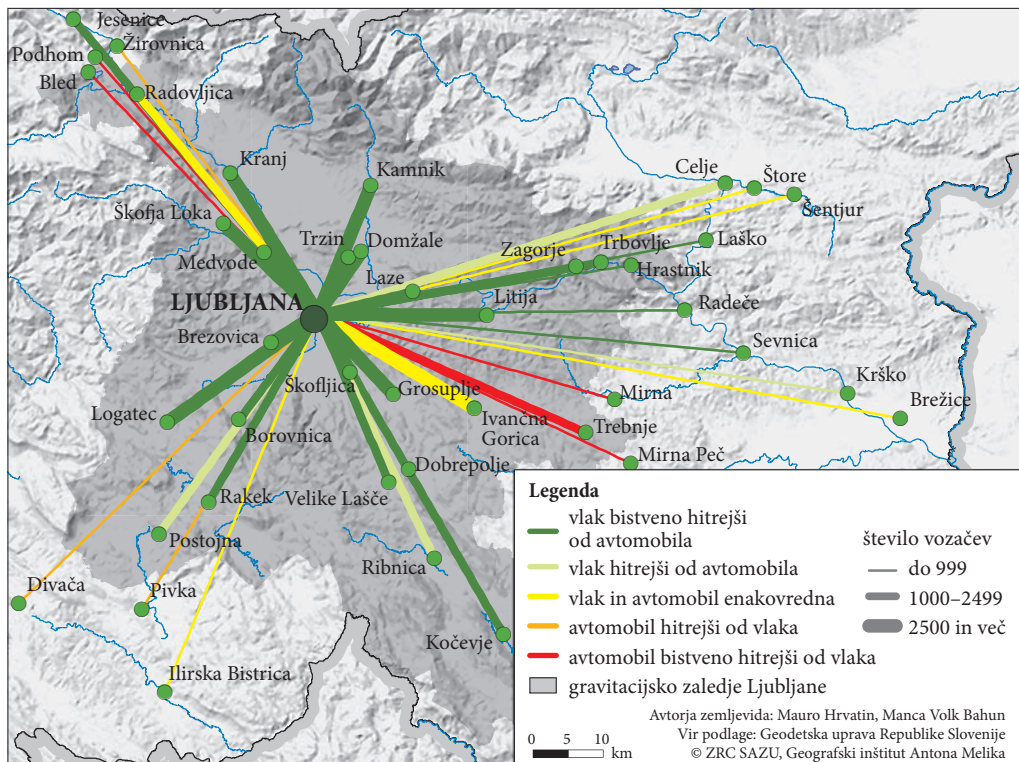 Jesenice
Žirovnica
Podhom
Bled
Radovljica
Kranj
Kamnik
Celje
Štore
Šentjur
Škofja Loka
Trzin
Domžale
Zagorje
Trbovlje
Laško
Medvode
Laze
Hrastnik
LJUBLJANA
Litija
Radeče
Brezovica
Sevnica
Škofljica
Grosuplje
Mirna
Krško
Brežice
Logatec
Borovnica
Ivančna
Gorica
Trebnje
Dobrepolje
Mirna Peč
Rakek
Velike Lašče
Postojna
Ribnica
Divača
Pivka
Kočevje
Ilirska Bistrica
Legenda
vlak bistveno hitrejši
od avtomobila
vlak hitrejši od avtomobila
vlak in avtomobil enakovredna
avtomobil hitrejši od vlaka
avtomobil bistveno hitrejši od vlaka
gravitacijsko zaledje Ljubljane
število vozačev
do 999
1000–2499
2500 in več
0 5 10
km
Avtorja zemljevida: Mauro Hrvatin, Manca Volk Bahun
Vir podlage: Geodetska uprava Republike Slovenije
© ZRC SAZU, Geografski inštitut Antona Melika